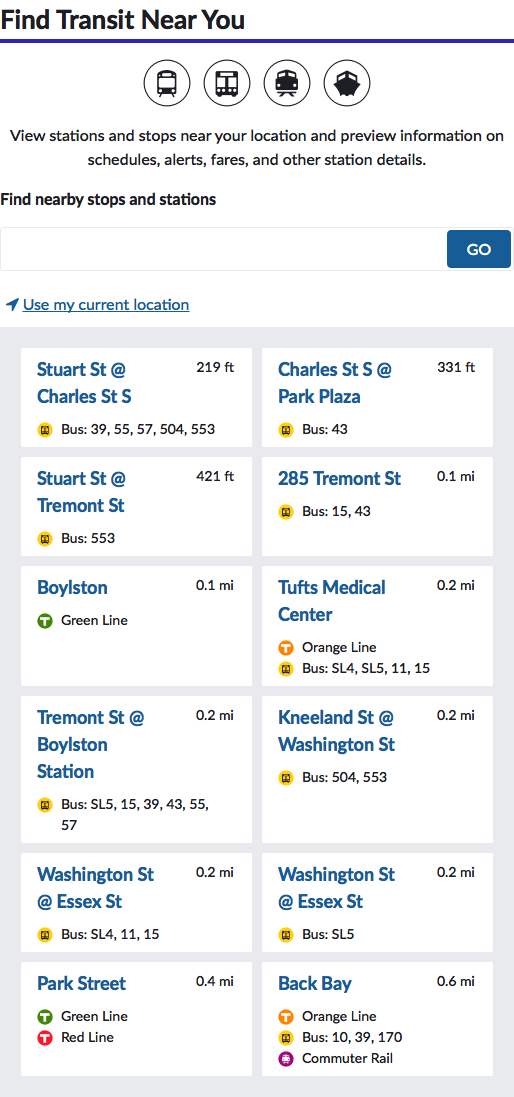 Find Transit Near You
View stations and stops near your location and preview information on
schedules, alerts, fares, and other station details.
Find nearby stops and stations
GO
Use my current location
Stuart St @
Charles St S
219 ft
Bus: 39, 55, 57, 504, 553
Charles St S @
Park Plaza
331 ft
Bus: 43
Stuart St @
Tremont St
421 ft
Bus: 553
285 Tremont St
0.1 mi
Bus: 15, 43
Boylston
0.1 mi
T Green Line
Tufts Medical
Center
0.2 mi
T Orange Line
Bus: SL4, SL5, 11, 15
Tremont St @
Boylston
Station
0.2 mi
Bus: SL5, 15, 39, 43, 55,
57
Kneeland St @
Washington St
0.2 mi
Bus: 504, 553
Washington St
@ Essex St
0.2 mi
Bus: SL4, 11, 15
Washington St
@ Essex St
0.2 mi
Bus: SL5
Park Street
0.4 mi
T Green Line
T Red Line
Back Bay
0.6 mi
T Orange Line
Bus: 10, 39, 170
Commuter Rail